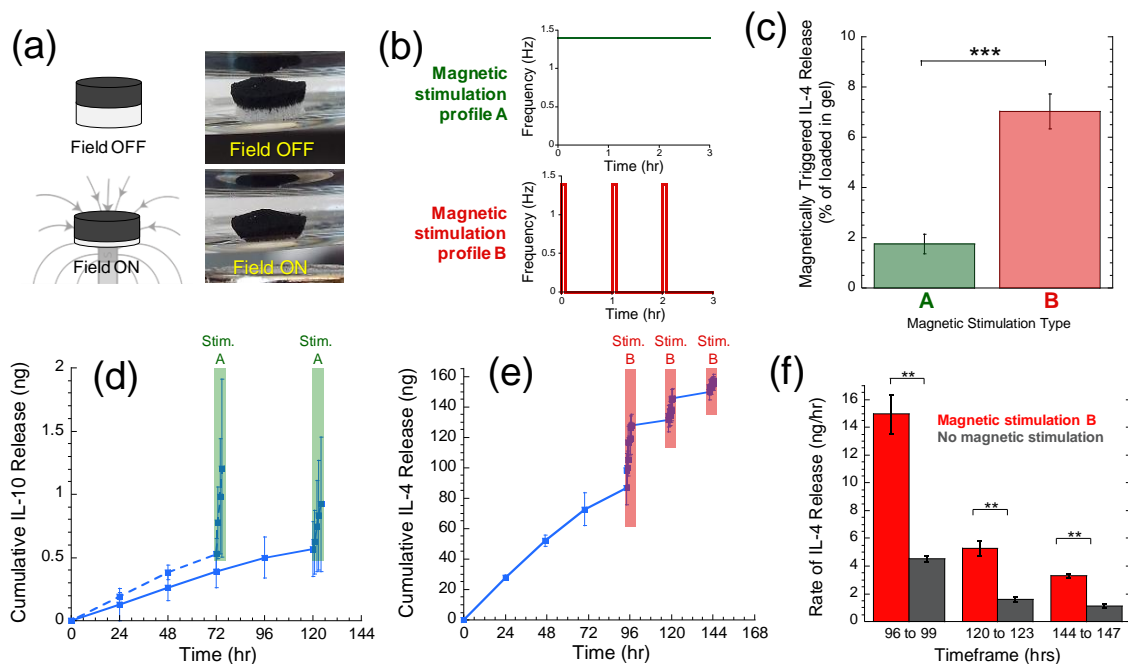 (a)
Field OFF
Field OFF
Field ON
Field ON
(b)
Magnetic
stimulation
profile A
Frequency (Hz)
1.5
1
0.5
0
0
1
2
3
Time (hr)
Magnetic
stimulation
profile B
Frequency (Hz)
1.5
1
0.5
0
0
1
2
3
Time (hr)
(c)
Magnetically Triggered IL-4 Release
(% of loaded in gel)
10
8
6
4
2
0
***
A
B
Magnetic Stimulation Type
(d)
Stim.
A
Stim.
A
Cumulative IL-10 Release (ng)
2
1.5
1
0.5
0
0
24
48
72
96
120
144
Time (hr)
(e)
Stim.
B
Stim.
B
Stim.
B
Cumulative IL-4 Release (ng)
160
140
120
100
80
60
40
20
0
0
24
48
72
96
120
144
168
Time (hr)
(f)
Rate of IL-4 Release (ng/hr)
16
14
12
10
8
6
4
2
0
**
**
**
Magnetic stimulation B
No magnetic stimulation
96 to 99
120 to 123
144 to 147
Timeframe (hrs)